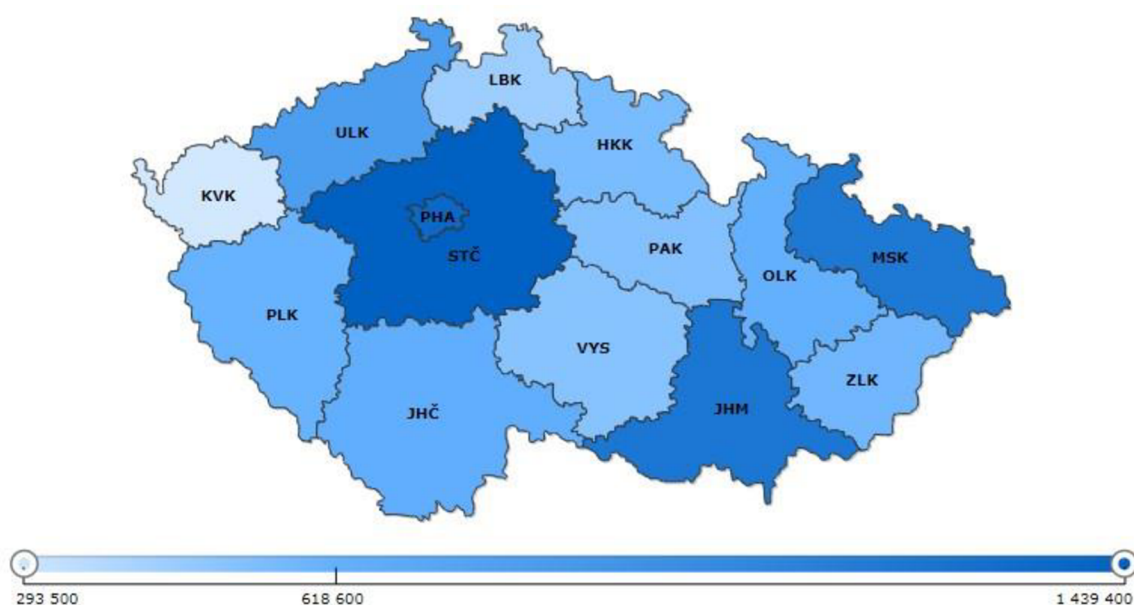 LBK
ULK
HKK
KVK
PHA
PAK
STČ
MSK
OLK
PLK
VYS
ZLK
JHČ
JHM
293 500
618 600
1 439 400